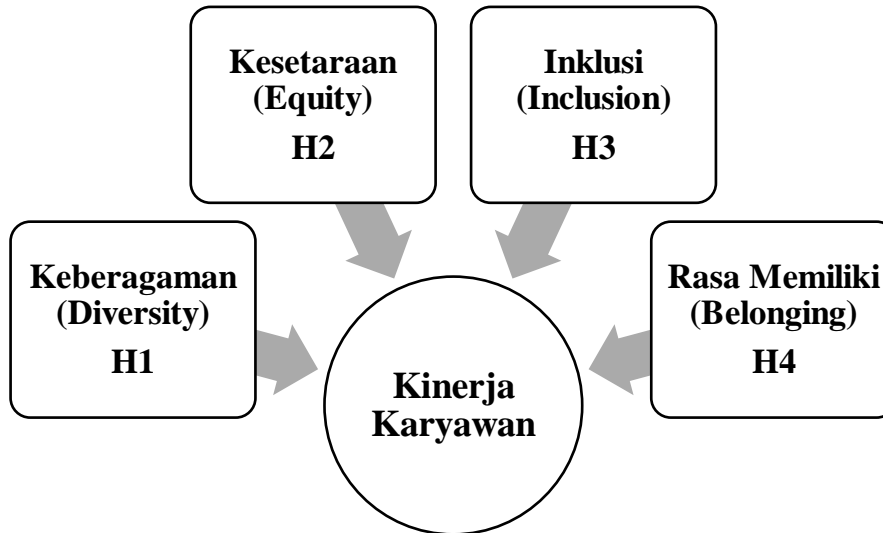 Kesetaraan
(Equity)
H2
Inklusi
(Inclusion)
H3
Keberagaman
(Diversity)
H1
Rasa Memiliki
(Belonging)
H4
Kinerja
Karyawan